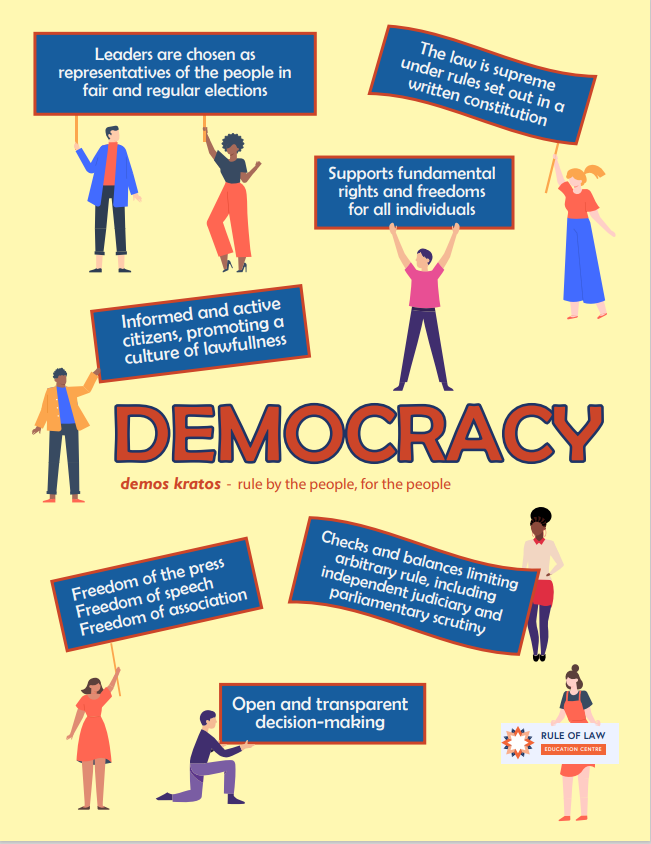 Leaders are chosen as
representatives of the people in
fair and regular elections
The law is supreme
under rules set out in a
written constitution
Supports fundamental
rights and freedoms
for all individuals
Informed and active
citizens, promoting a
culture of lawfullness
DEMOCRACY
demos kratos - rule by the people, for the people
Freedom of the press
Freedom of speech
Freedom of association
Checks and balances limiting
arbitrary rule, including
independent judiciary and
parliamentary scrutiny
Open and transparent
decision-making
RULE OF LAW
EDUCATION CENTRE